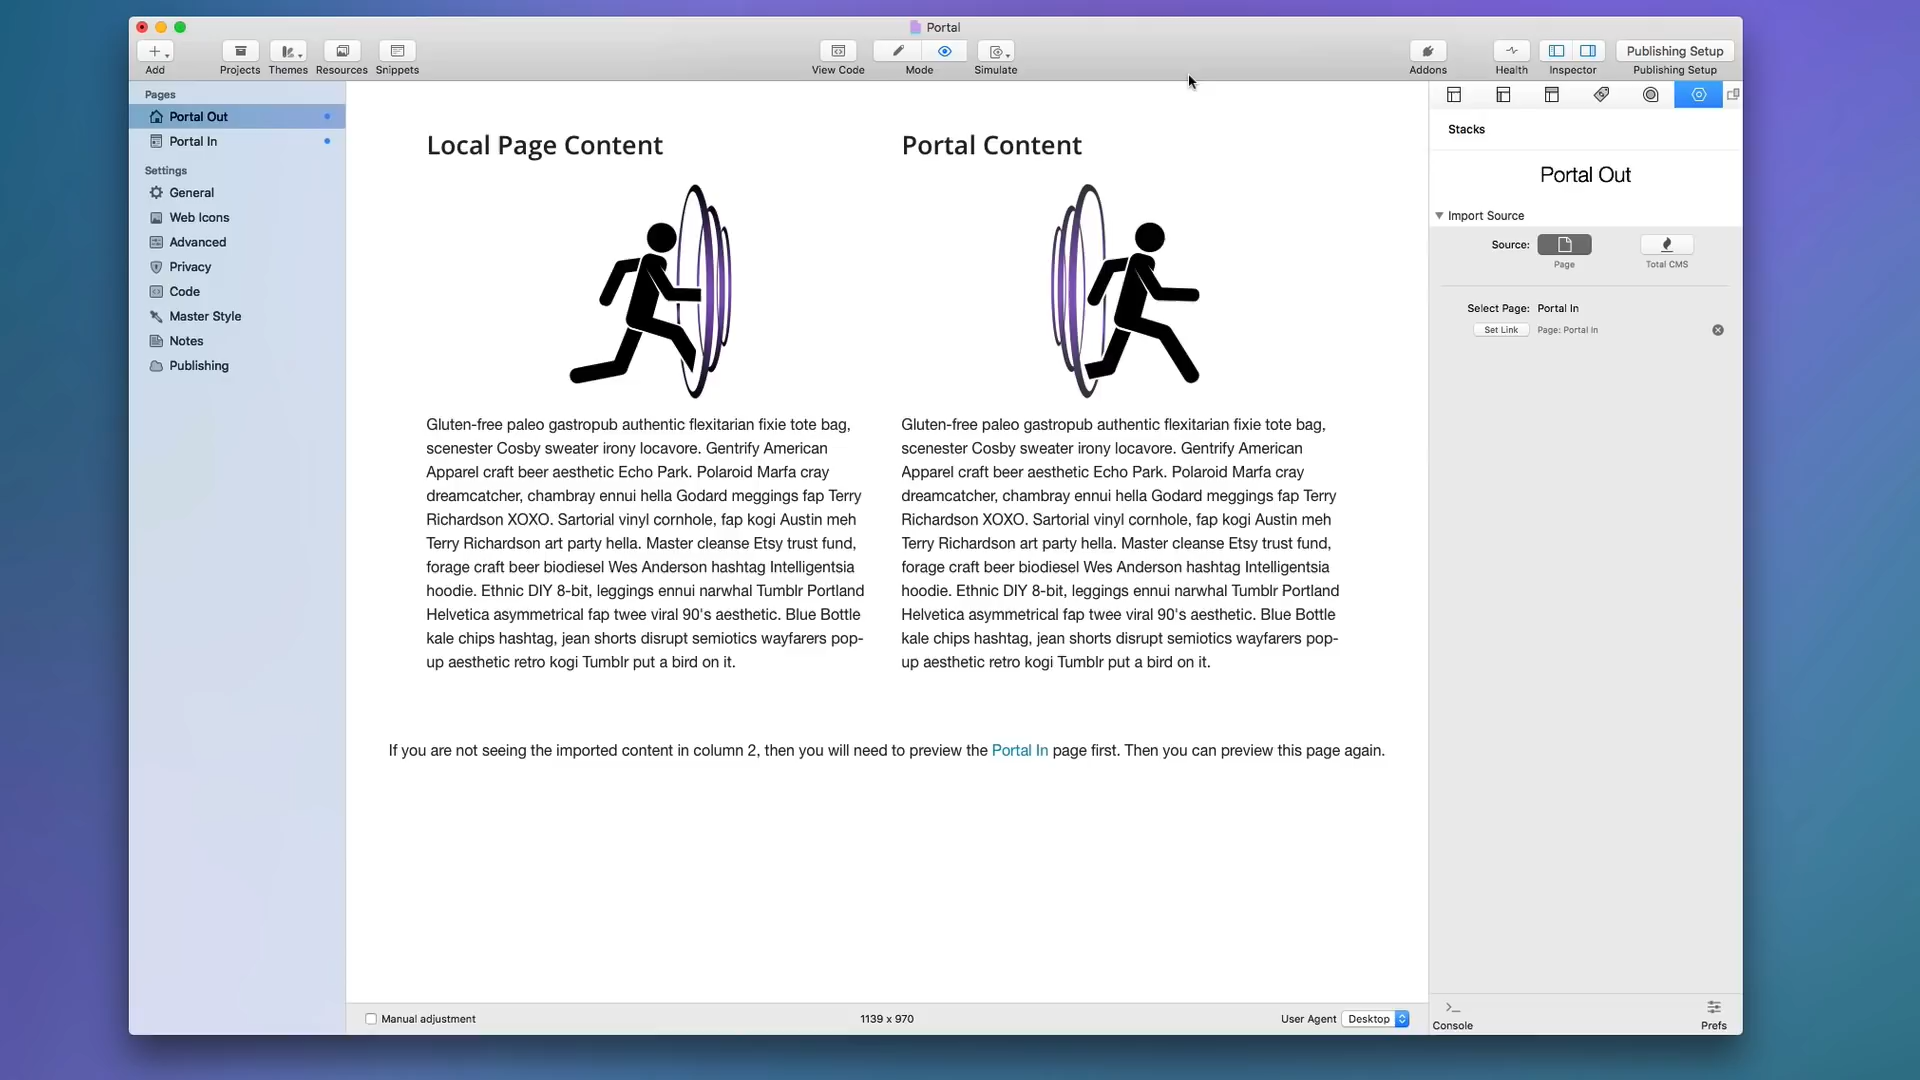 Portal
Add
Projects
Themes
Resources
Snippets
View Code
Mode
Simulate
Addons
Health
Inspector
Publishing Setup
Publishing Setup
Pages
Portal Out
Portal In
Settings
General
Web Icons
Advanced
Privacy
Code
Master Style
Notes
Publishing
Local Page Content
Gluten-free paleo gastropub authentic flexitarian fixie tote bag,
scenester Cosby sweater irony locavore. Gentrify American
Apparel craft beer aesthetic Echo Park. Polaroid Marfa cray
dreamcatcher, chambray ennui hella Godard meggings fap Terry
Richardson XOXO. Sartorial vinyl cornhole, fap kogi Austin meh
Terry Richardson art party hella. Master cleanse Etsy trust fund,
forage craft beer biodiesel Wes Anderson hashtag Intelligentsia
hoodie. Ethnic DIY 8-bit, leggings ennui narwhal Tumblr Portland
Helvetica asymmetrical fap twee viral 90's aesthetic. Blue Bottle
kale chips hashtag, jean shorts disrupt semiotics wayfarers pop-
up aesthetic retro kogi Tumblr put a bird on it.
Portal Content
Gluten-free paleo gastropub authentic flexitarian fixie tote bag,
scenester Cosby sweater irony locavore. Gentrify American
Apparel craft beer aesthetic Echo Park. Polaroid Marfa cray
dreamcatcher, chambray ennui hella Godard meggings fap Terry
Richardson XOXO. Sartorial vinyl cornhole, fap kogi Austin meh
Terry Richardson art party hella. Master cleanse Etsy trust fund,
forage craft beer biodiesel Wes Anderson hashtag Intelligentsia
hoodie. Ethnic DIY 8-bit, leggings ennui narwhal Tumblr Portland
Helvetica asymmetrical fap twee viral 90's aesthetic. Blue Bottle
kale chips hashtag, jean shorts disrupt semiotics wayfarers pop-
up aesthetic retro kogi Tumblr put a bird on it.
If you are not seeing the imported content in column 2, then you will need to preview the Portal In page first. Then you can preview this page again.
Manual adjustment
1139 x 970
User Agent
Desktop
Stacks
Portal Out
Import Source
Source:
Page
Total CMS
Select Page:
Portal In
Set Link
Page: Portal In
Console
Prefs